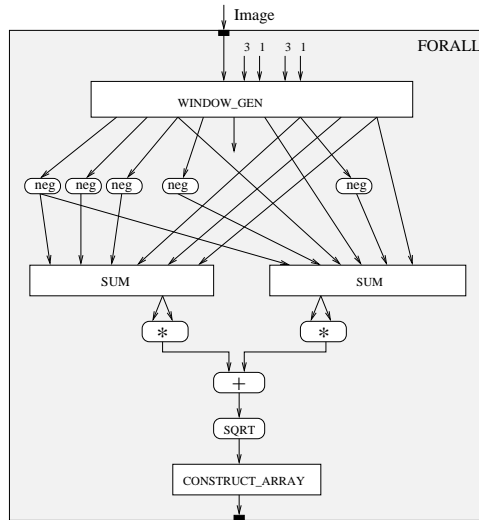 Image
FORALL
3 1 3 1
WINDOW_GEN
neg neg neg neg neg
SUM SUM
* *
+
SQRT
CONSTRUCT_ARRAY